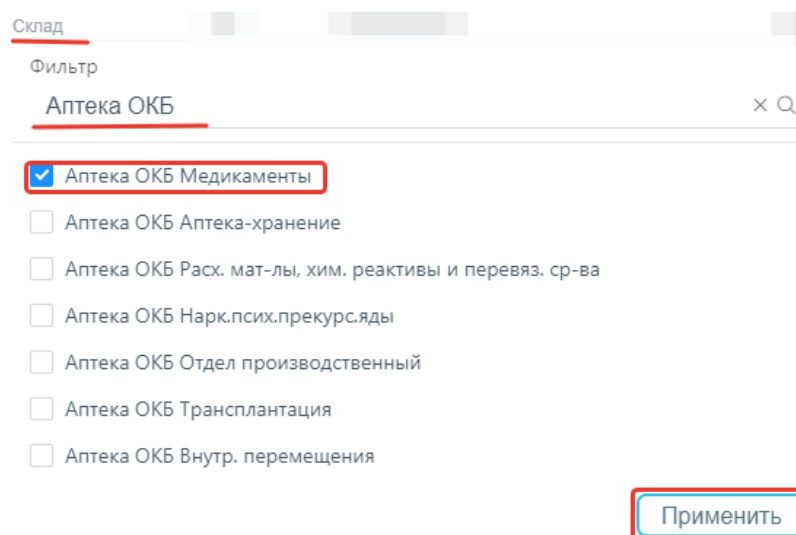 Склад
Фильтр
Аптека ОКБ
Аптека ОКБ Медикаменты
Аптека ОКБ Аптека-хранение
Аптека ОКБ Расх. мат-лы, хим. реактивы и перевяз. ср-ва
Аптека ОКБ Нарк.псих.прекурс.яды
Аптека ОКБ Отдел производственный
Аптека ОКБ Трансплантация
Аптека ОКБ Внутр. перемещения
Применить